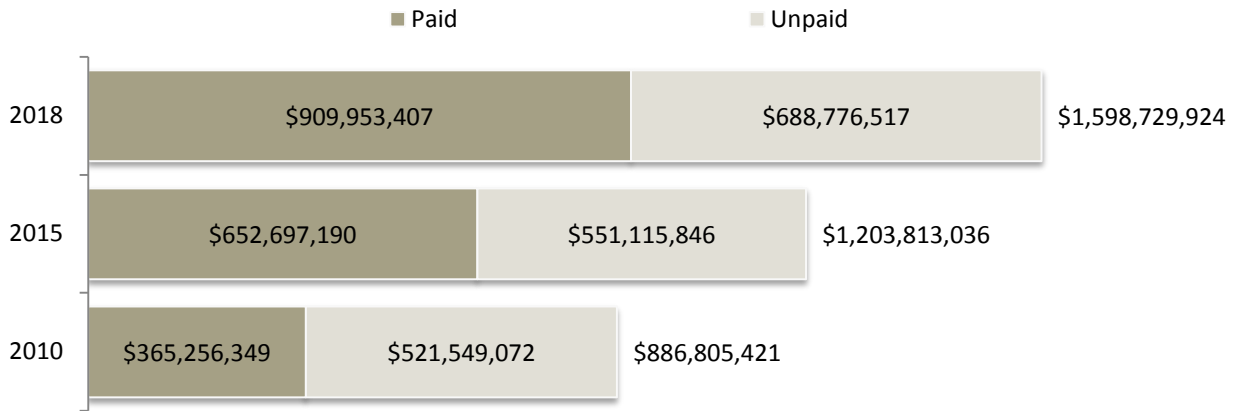 Paid Unpaid
2018 $909,953,407 $688,776,517 $1,598,729,924
2015 $652,697,190 $551,115,846 $1,203,813,036
2010 $365,256,349 $521,549,072 $886,805,421